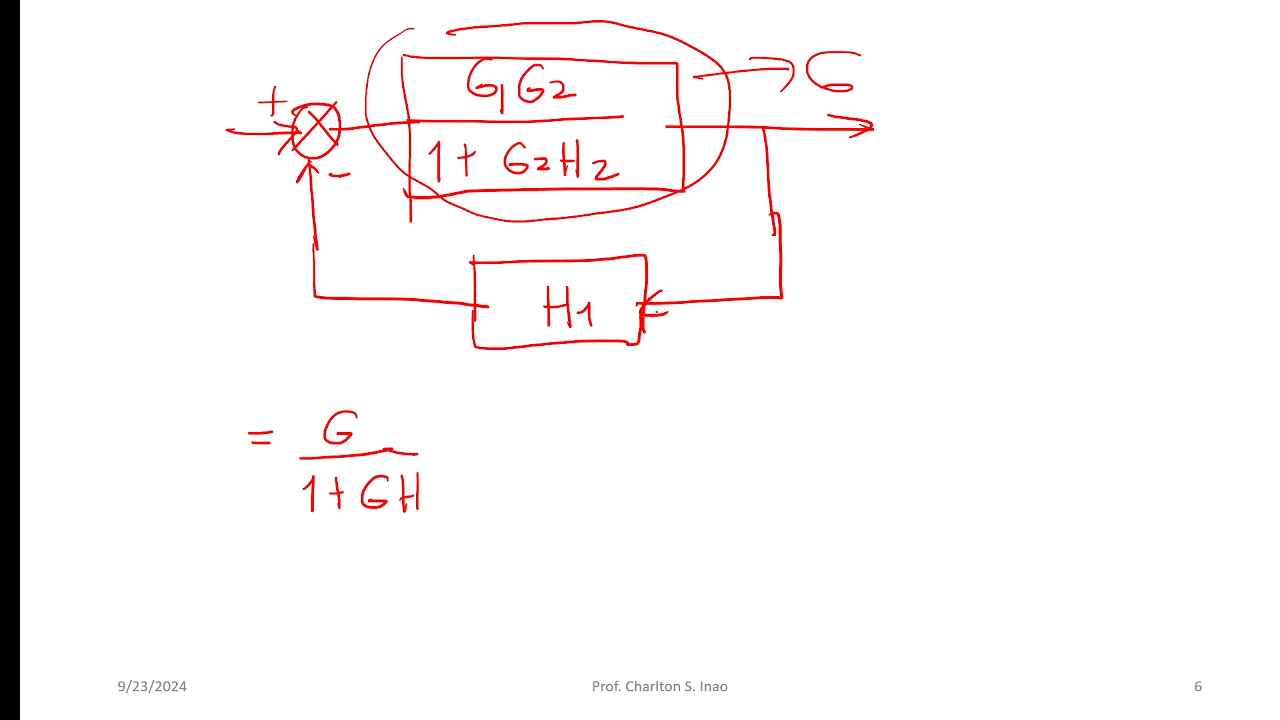 G1G2
1 + G2H2
+
-
G
H1
= G
1 + GH
9/23/2024
Prof. Charlton S. Inao
6